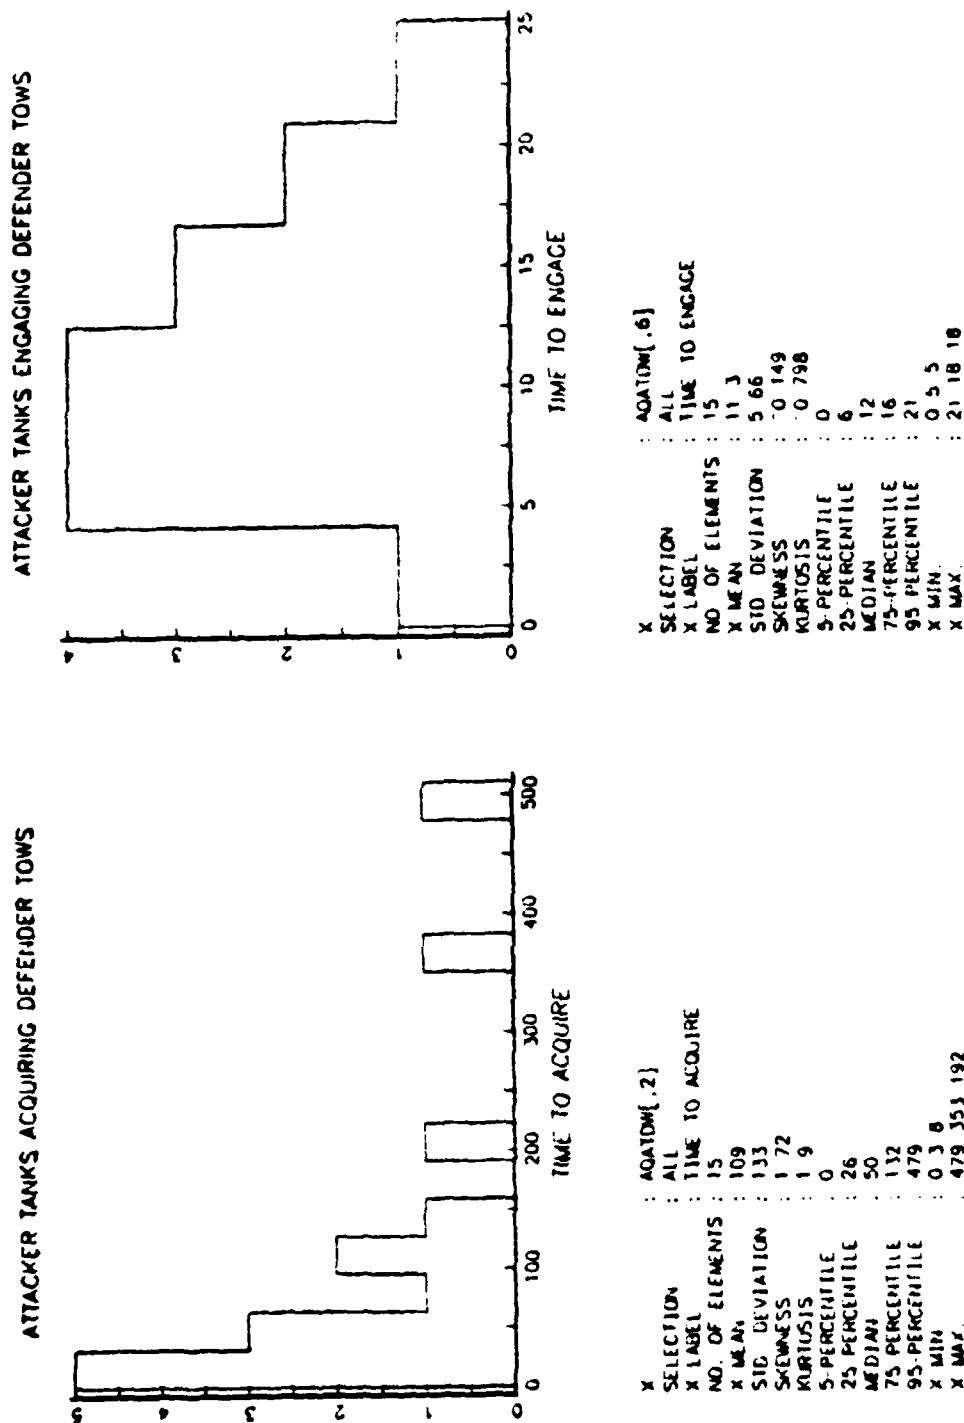 ATTACKER TANKS ACQUIRING DEFENDER TOWS
5
4
3
2
1
0
0 100 200 300 400 500
TIME TO ACQUIRE
X : AQATOW[.2]
SELECTION : ALL
X LABEL : TIME TO ACQUIRE
NO. OF ELEMENTS : 15
X MEAN : 109
STD DEVIATION : 133
SKEWNESS : 1 72
KURTOSIS : 1 9
5-PERCENTILE : 0
25 PERCENTILE : 26
MEDIAN : 50
75 PERCENTILE : 132
95-PERCENTILE : 479
X MIN : 0 3 8
X MAX. : 479 353 192
ATTACKER TANKS ENGAGING DEFENDER TOWS
4
3
2
1
0
0 5 10 15 20 25
TIME TO ENGAGE
X : AQATOW[.6]
SELECTION : ALL
X LABEL : TIME TO ENGAGE
NO OF ELEMENTS : 15
X MEAN : 11 3
STD DEVIATION : 5 66
SKEWNESS : -0 149
KURTOSIS : -0 798
5-PERCENTILE : 0
25-PERCENTILE : 6
MEDIAN : 12
75-PERCENTILE : 16
95 PERCENTILE : 21
X MIN. : 0 5 5
X MAX. : 21 18 18